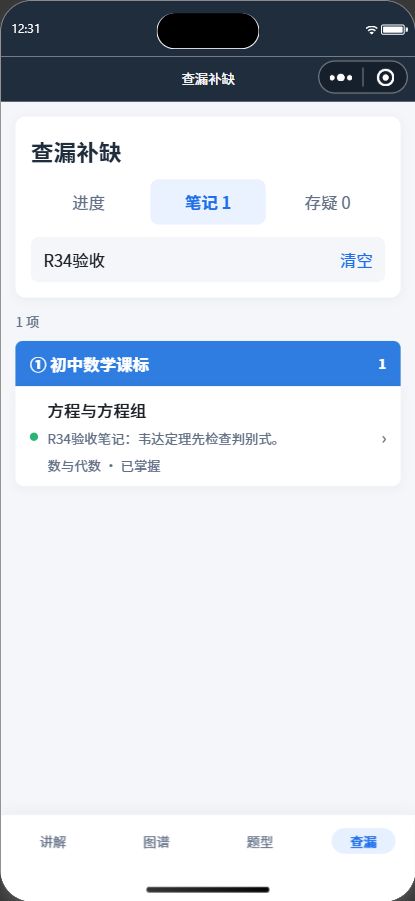 12:31
查漏补缺
查漏补缺
进度 笔记 1 存疑 0
R34验收 清空
1 项
① 初中数学课标 1
方程与方程组
R34验收笔记：韦达定理先检查判别式。 ›
数与代数 · 已掌握
讲解 图谱 题型 查漏